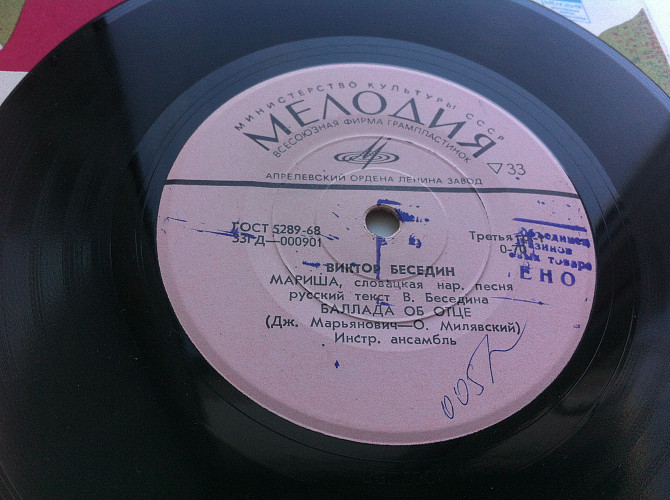 МИНИСТЕРСТВО КУЛЬТУРЫ СССР
МЕЛОДИЯ
ВСЕСОЮЗНАЯ ФИРМА ГРАМПЛАСТИНОК
33
АПРЕЛЕВСКИЙ ОРДЕНА ЛЕНИНА ЗАВОД
ГОСТ 5289-68
33ГД—000901
Третья
0-70
ЕНО
ВИКТОР БЕСЕДИН
МАРИША, словацкая нар. песня
русский текст В. Беседина
БАЛЛАДА ОБ ОТЦЕ
(Дж. Марьянович—О. Милявский)
Инстр. ансамбль